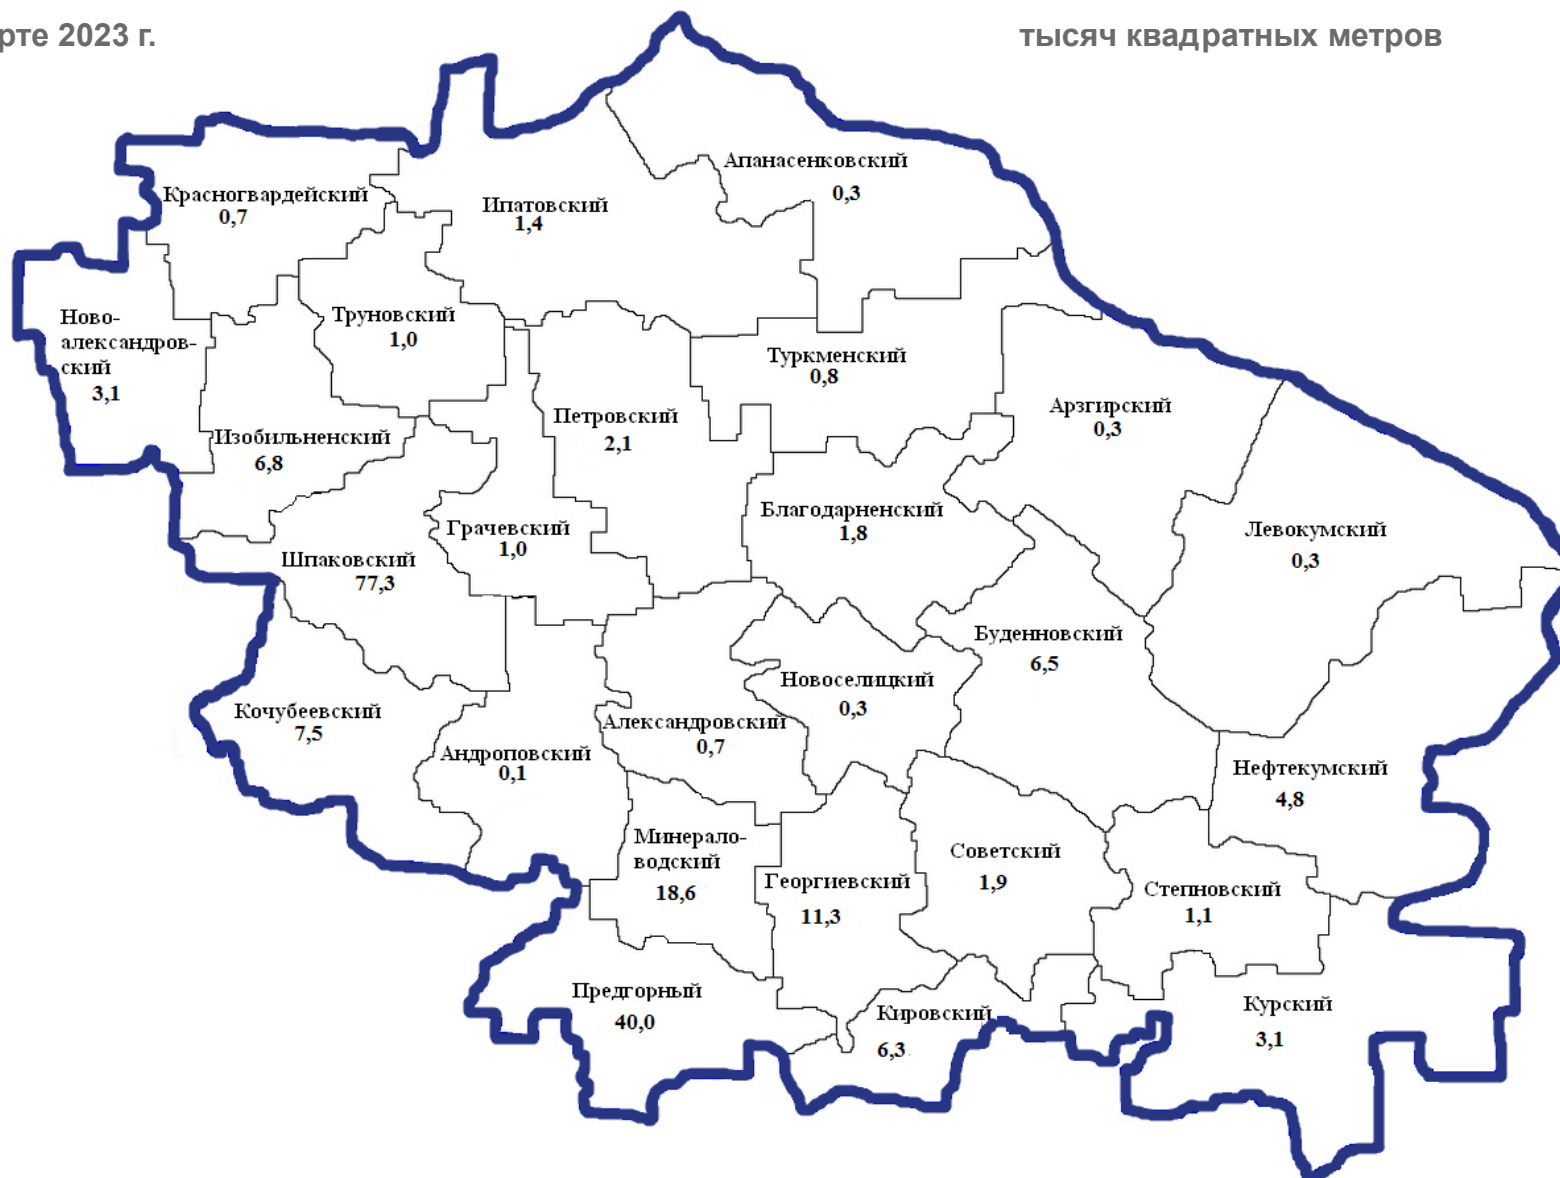 рте 2023 г.
тысяч квадратных метров
Апанасенковский
0,3
Красногвардейский
0,7
Ипатовский
1,4
Ново-
александров-
ский
3,1
Труновский
1,0
Туркменский
0,8
Арзгирский
0,3
Петровский
2,1
Изобильненский
6,8
Благодарненский
1,8
Грачевский
1,0
Левокумский
0,3
Шпаковский
77,3
Буденновский
6,5
Новоселицкий
0,3
Кочубеевский
7,5
Александровский
0,7
Андроповский
0,1
Нефтекумский
4,8
Минерало-
водский
18,6
Советский
1,9
Георгиевский
11,3
Степновский
1,1
Предгорный
40,0
Кировский
6,3
Курский
3,1